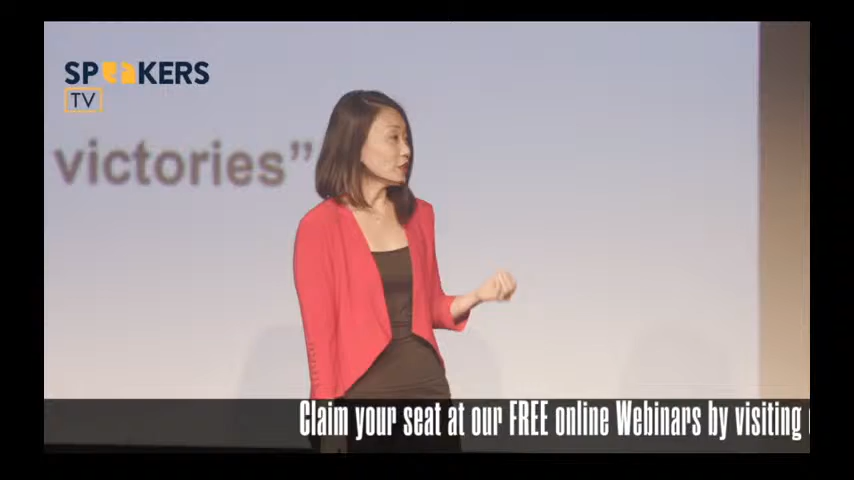 SPEAKERS
TV
victories”
Claim your seat at our FREE online Webinars by visiting